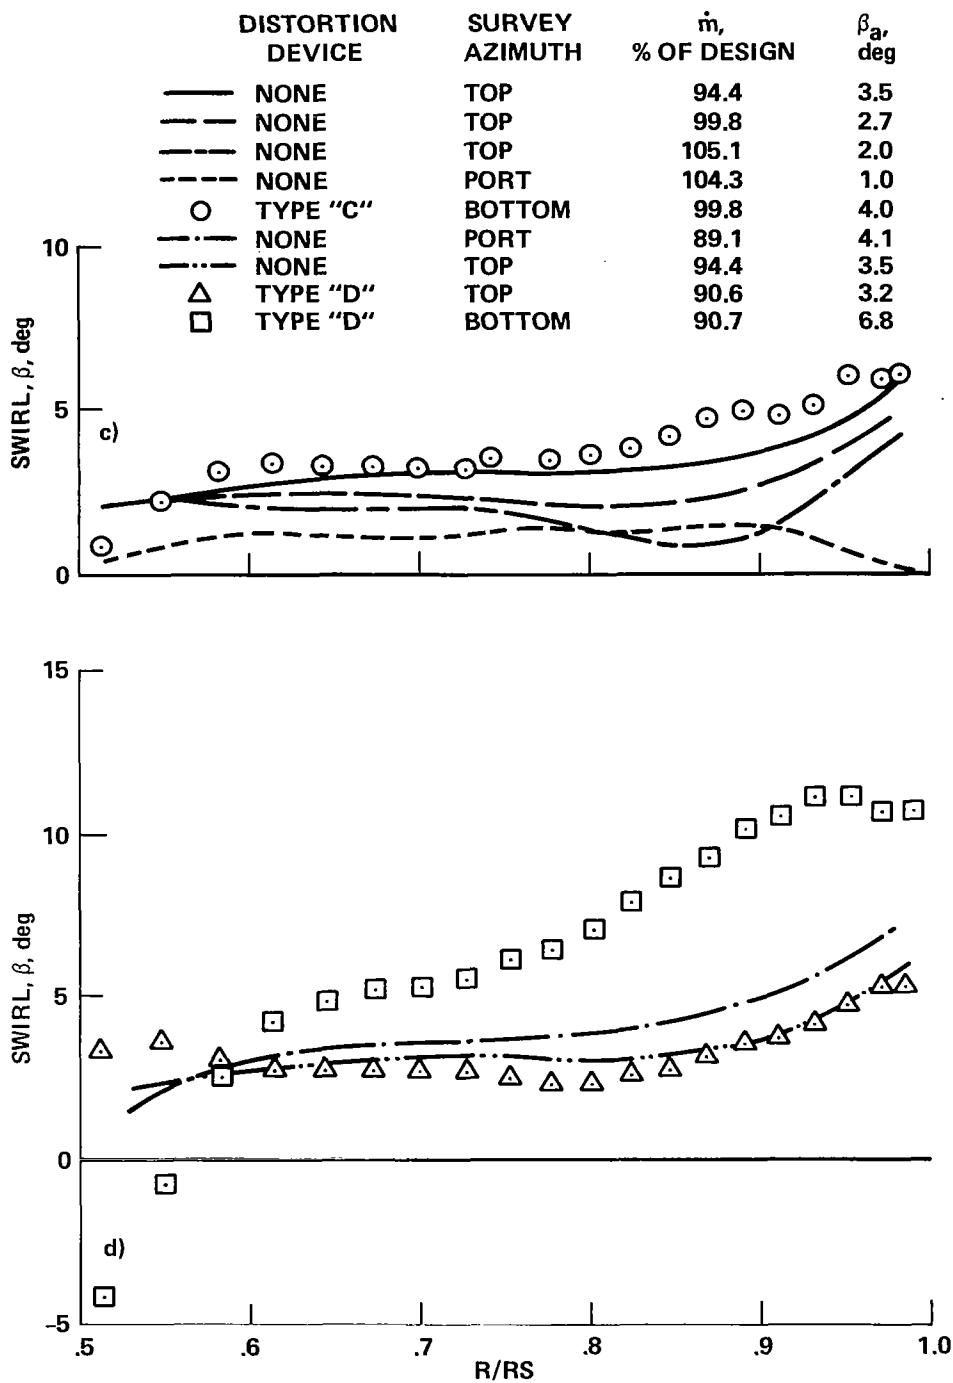 DISTORTION SURVEY ṁ, βa,
DEVICE AZIMUTH % OF DESIGN deg
NONE TOP 94.4 3.5
NONE TOP 99.8 2.7
NONE TOP 105.1 2.0
NONE PORT 104.3 1.0
TYPE "C" BOTTOM 99.8 4.0
NONE PORT 89.1 4.1
NONE TOP 94.4 3.5
TYPE "D" TOP 90.6 3.2
TYPE "D" BOTTOM 90.7 6.8
10
5
0
SWIRL, β, deg
c)
15
10
5
0
-5
SWIRL, β, deg
d)
.5 .6 .7 .8 .9 1.0
R/RS